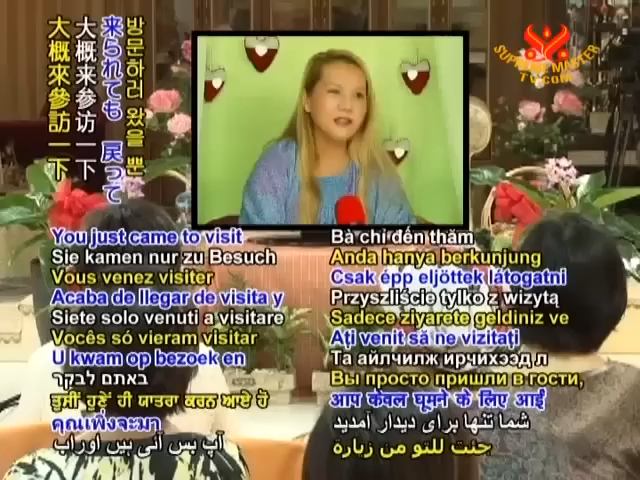 방문하러 왔을 뿐
来られても 戻って
大概来参访一下
大概來參訪一下
SUPREME MASTER
TV.COM
You just came to visit
Sie kamen nur zu Besuch
Vous venez visiter
Acaba de llegar de visita y
Siete solo venuti a visitare
Vocês só vieram visitar
U kwam op bezoek en
באתם לבקר
ਤੁਸੀਂ ਹੁਣੇ ਹੀ ਯਾਤਰਾ ਕਰਨ ਆਏ ਹੋ
คุณเพิ่งจะมา
آپ بس آئی ہیں اوراب
Bà chỉ đến thăm
Anda hanya berkunjung
Csak épp eljöttek látogatni
Przyszliście tylko z wizytą
Sadece ziyarete geldiniz ve
Aţi venit să ne vizitaţi
Та айлчилж ирчихээд л
Вы просто пришли в гости,
आप केवल घूमने के लिए आईं
شما تنها برای دیدار آمدید
جئت للتو من زيارة